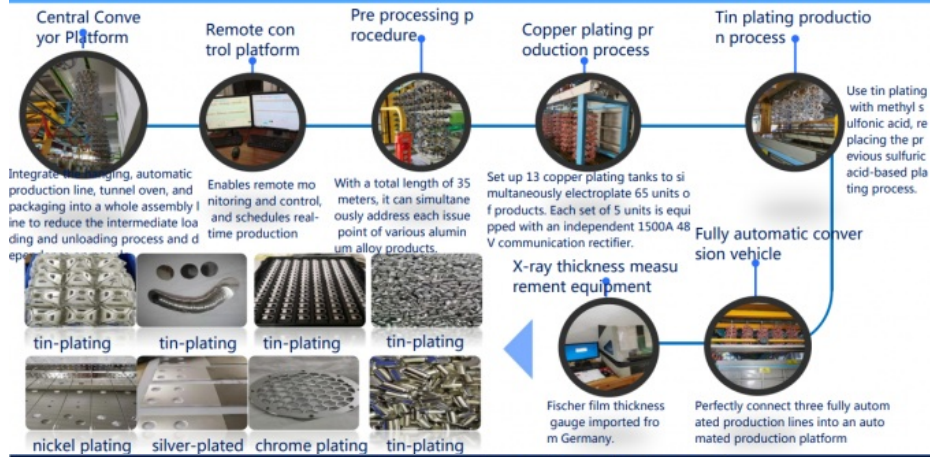 Central Conve
yor Platform
Remote con
trol platform
Pre processing p
rocedure
Copper plating pr
oduction process
Tin plating productio
n process
Integrate the hanging, automatic
production line, tunnel oven, and
packaging into a whole assembly l
ine to reduce the intermediate loa
ding and unloading process and d
Enables remote mo
nitoring and control,
and schedules real-
time production
With a total length of 35
meters, it can simultane
ously address each issue
point of various alumin
um alloy products.
Set up 13 copper plating tanks to si
multaneously electroplate 65 units o
f products. Each set of 5 units is equi
pped with an independent 1500A 48
V communication rectifier.
Use tin plating
with methyl s
ulfonic acid, re
placing the pr
evious sulfuric
acid-based pla
ting process.
Fully automatic conver
sion vehicle
X-ray thickness measu
rement equipment
tin-plating
tin-plating
tin-plating
tin-plating
nickel plating
silver-plated
chrome plating
tin-plating
Fischer film thickness
gauge imported fro
m Germany.
Perfectly connect three fully autom
ated production lines into an auto
mated production platform